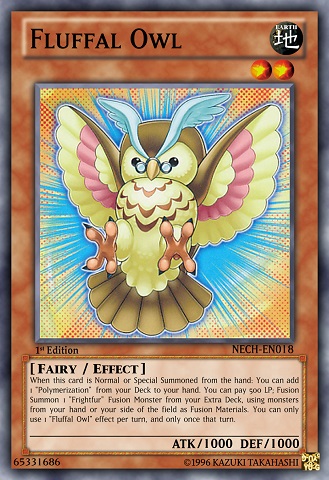 Fluffal Owl
EARTH
地
1st Edition
NECH-EN018
[ Fairy / Effect ]
When this card is Normal or Special Summoned from the hand: You can add
1 "Polymerization" from your Deck to your hand. You can pay 500 LP; Fusion
Summon 1 "Frightfur" Fusion Monster from your Extra Deck, using monsters
from your hand or your side of the field as Fusion Materials. You can only
use 1 "Fluffal Owl" effect per turn, and only once that turn.
ATK/1000 DEF/1000
65331686
©1996 KAZUKI TAKAHASHI